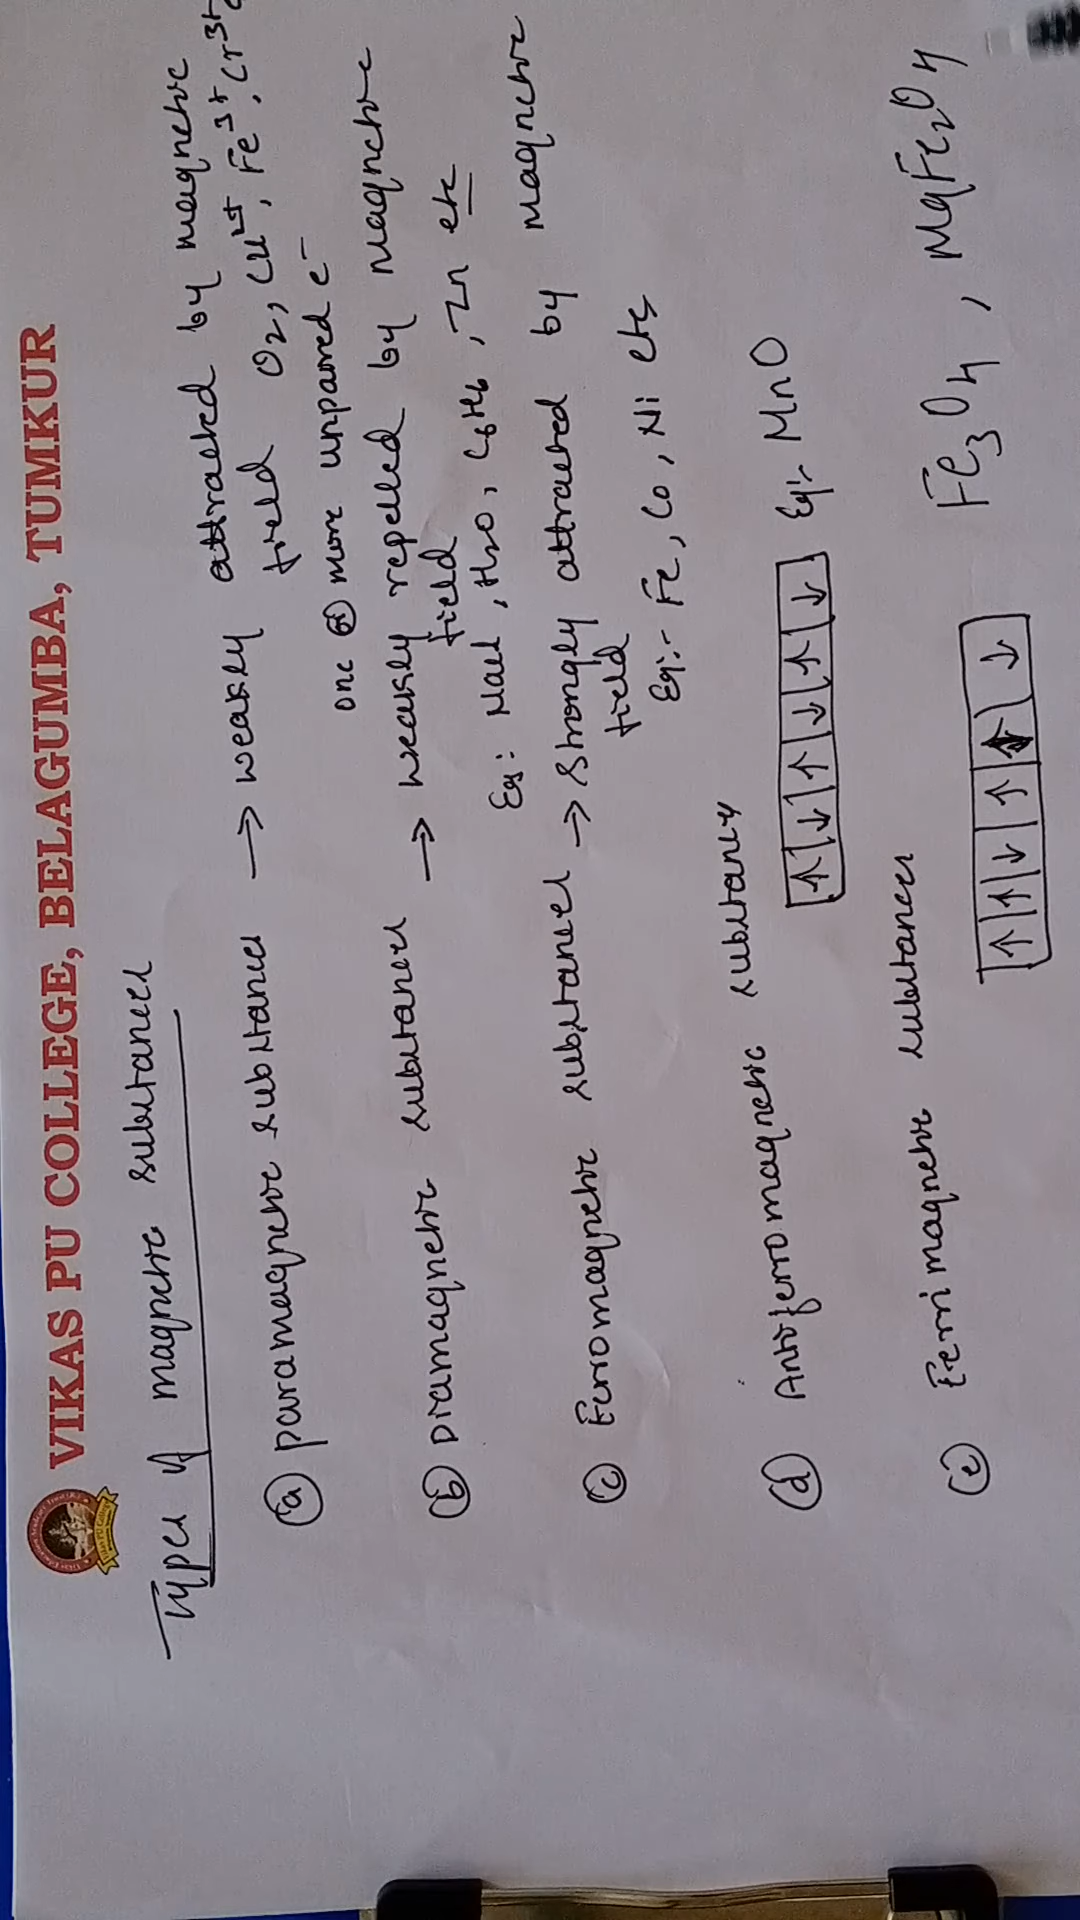 VIKAS PU COLLEGE, BELAGUMBA, TUMKUR
Types of magnetic substances
(a) paramagnetic substances → weakly attracted by magnetic
field O2, Cu2+, Fe3+, Cr3+
one or more unpaired e-
(b) Diamagnetic substances → weakly repelled by magnetic
field
Eg: Nacl, H2O, C6H6, Zn etc
(c) Ferromagnetic substances → strongly attracted by magnetic
field
Eg:- Fe, Co, Ni etc
(d) Antiferromagnetic substances
↑ ↓ ↑ ↓ ↑ ↓ Eg:- MnO
(e) Ferrimagnetic substances
↑ ↑ ↓ ↑ ↓ Fe3O4, MgFe2O4